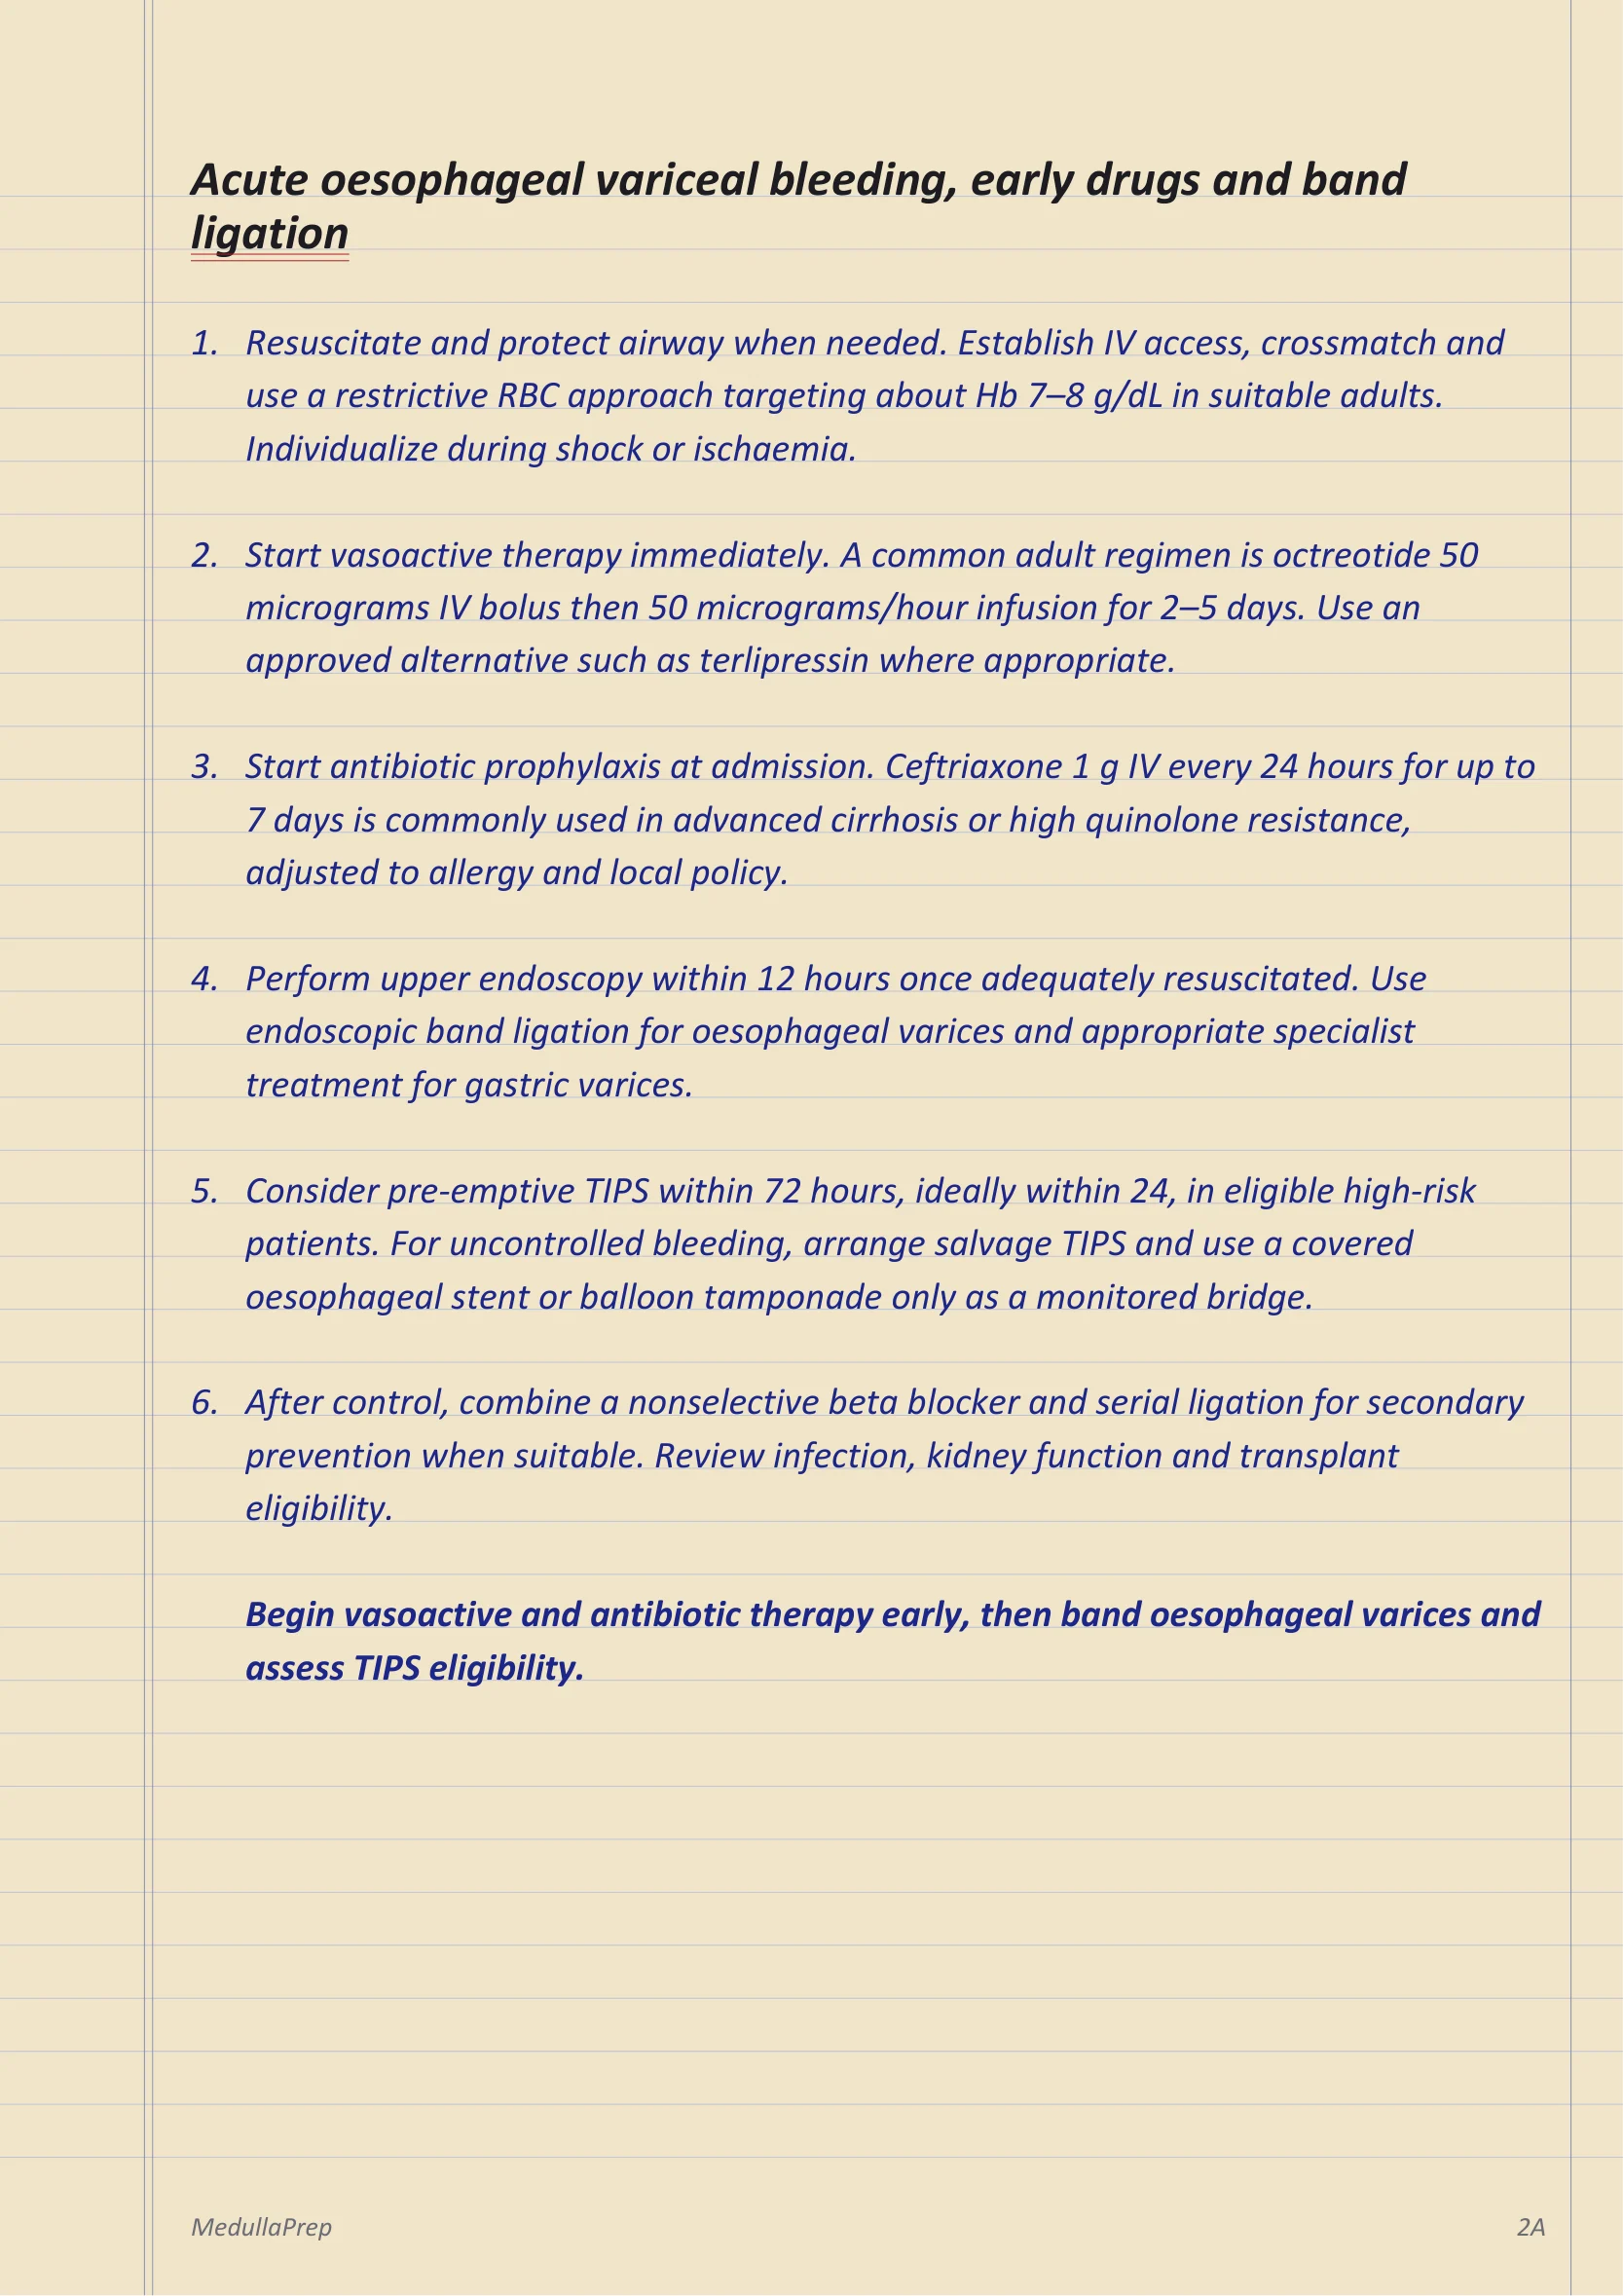 Acute oesophageal variceal bleeding, early drugs and band
ligation
1. Resuscitate and protect airway when needed. Establish IV access, crossmatch and
use a restrictive RBC approach targeting about Hb 7–8 g/dL in suitable adults.
Individualize during shock or ischaemia.
2. Start vasoactive therapy immediately. A common adult regimen is octreotide 50
micrograms IV bolus then 50 micrograms/hour infusion for 2–5 days. Use an
approved alternative such as terlipressin where appropriate.
3. Start antibiotic prophylaxis at admission. Ceftriaxone 1 g IV every 24 hours for up to
7 days is commonly used in advanced cirrhosis or high quinolone resistance,
adjusted to allergy and local policy.
4. Perform upper endoscopy within 12 hours once adequately resuscitated. Use
endoscopic band ligation for oesophageal varices and appropriate specialist
treatment for gastric varices.
5. Consider pre-emptive TIPS within 72 hours, ideally within 24, in eligible high-risk
patients. For uncontrolled bleeding, arrange salvage TIPS and use a covered
oesophageal stent or balloon tamponade only as a monitored bridge.
6. After control, combine a nonselective beta blocker and serial ligation for secondary
prevention when suitable. Review infection, kidney function and transplant
eligibility.
Begin vasoactive and antibiotic therapy early, then band oesophageal varices and
assess TIPS eligibility.
MedullaPrep
2A